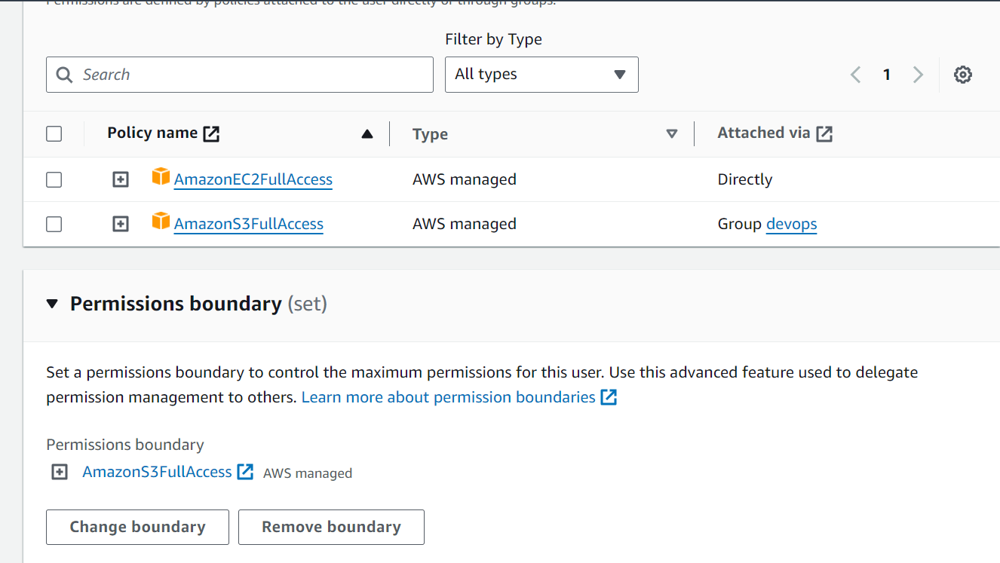 Permissions are defined by policies attached to the user directly or through groups.
Filter by Type
Search
All types
1
Policy name Type Attached via
AmazonEC2FullAccess AWS managed Directly
AmazonS3FullAccess AWS managed Group devops
Permissions boundary (set)
Set a permissions boundary to control the maximum permissions for this user. Use this advanced feature used to delegate
permission management to others. Learn more about permission boundaries
Permissions boundary
AmazonS3FullAccess AWS managed
Change boundary Remove boundary